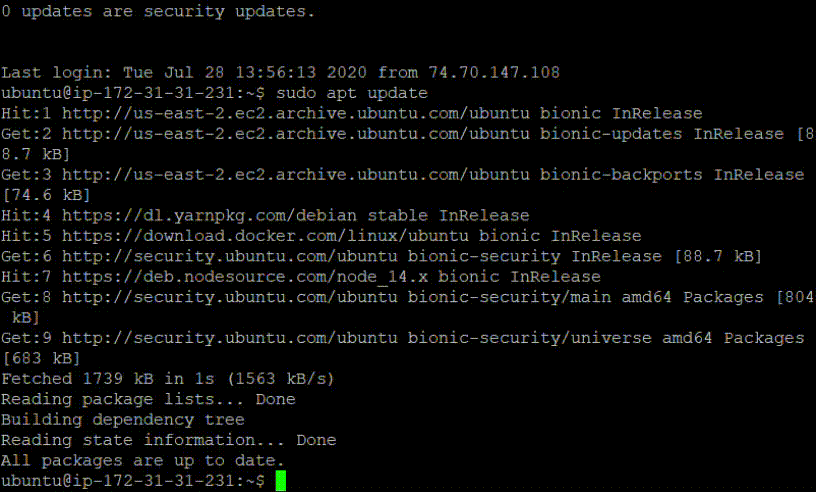 0 updates are security updates.
Last login: Tue Jul 28 13:56:13 2020 from 74.70.147.108
ubuntu@ip-172-31-31-231:~$ sudo apt update
Hit:1 http://us-east-2.ec2.archive.ubuntu.com/ubuntu bionic InRelease
Get:2 http://us-east-2.ec2.archive.ubuntu.com/ubuntu bionic-updates InRelease [8
8.7 kB]
Get:3 http://us-east-2.ec2.archive.ubuntu.com/ubuntu bionic-backports InRelease
[74.6 kB]
Hit:4 https://dl.yarnpkg.com/debian stable InRelease
Hit:5 https://download.docker.com/linux/ubuntu bionic InRelease
Get:6 http://security.ubuntu.com/ubuntu bionic-security InRelease [88.7 kB]
Hit:7 https://deb.nodesource.com/node_14.x bionic InRelease
Get:8 http://security.ubuntu.com/ubuntu bionic-security/main amd64 Packages [804
 kB]
Get:9 http://security.ubuntu.com/ubuntu bionic-security/universe amd64 Packages
[683 kB]
Fetched 1739 kB in 1s (1563 kB/s)
Reading package lists... Done
Building dependency tree
Reading state information... Done
All packages are up to date.
ubuntu@ip-172-31-31-231:~$